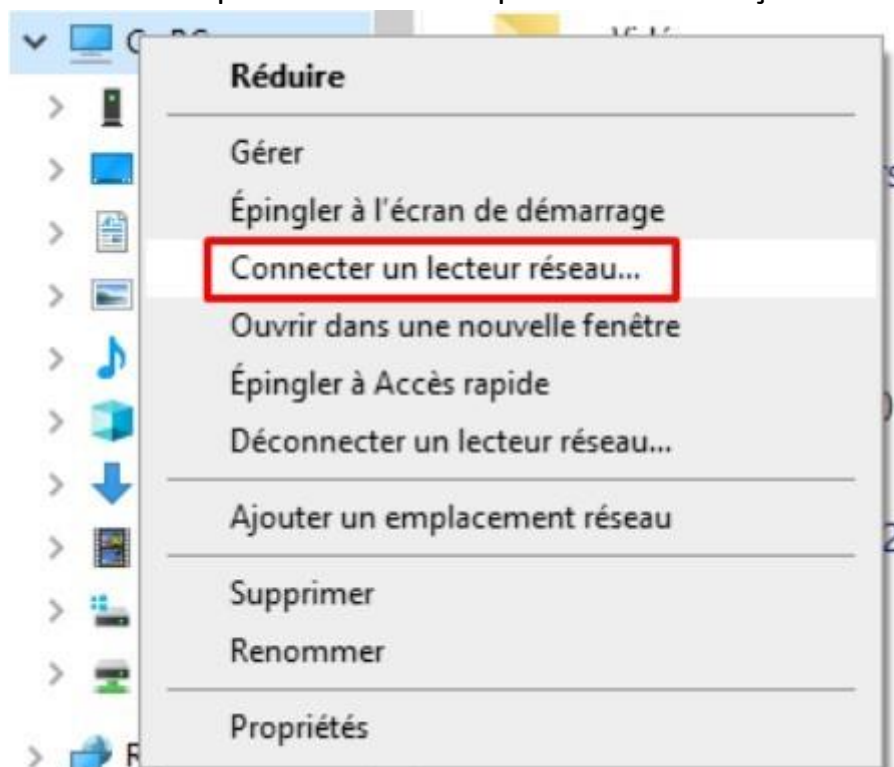 Réduire
Gérer
Épingler à l'écran de démarrage
Connecter un lecteur réseau...
Ouvrir dans une nouvelle fenêtre
Épingler à Accès rapide
Déconnecter un lecteur réseau...
Ajouter un emplacement réseau
Supprimer
Renommer
Propriétés